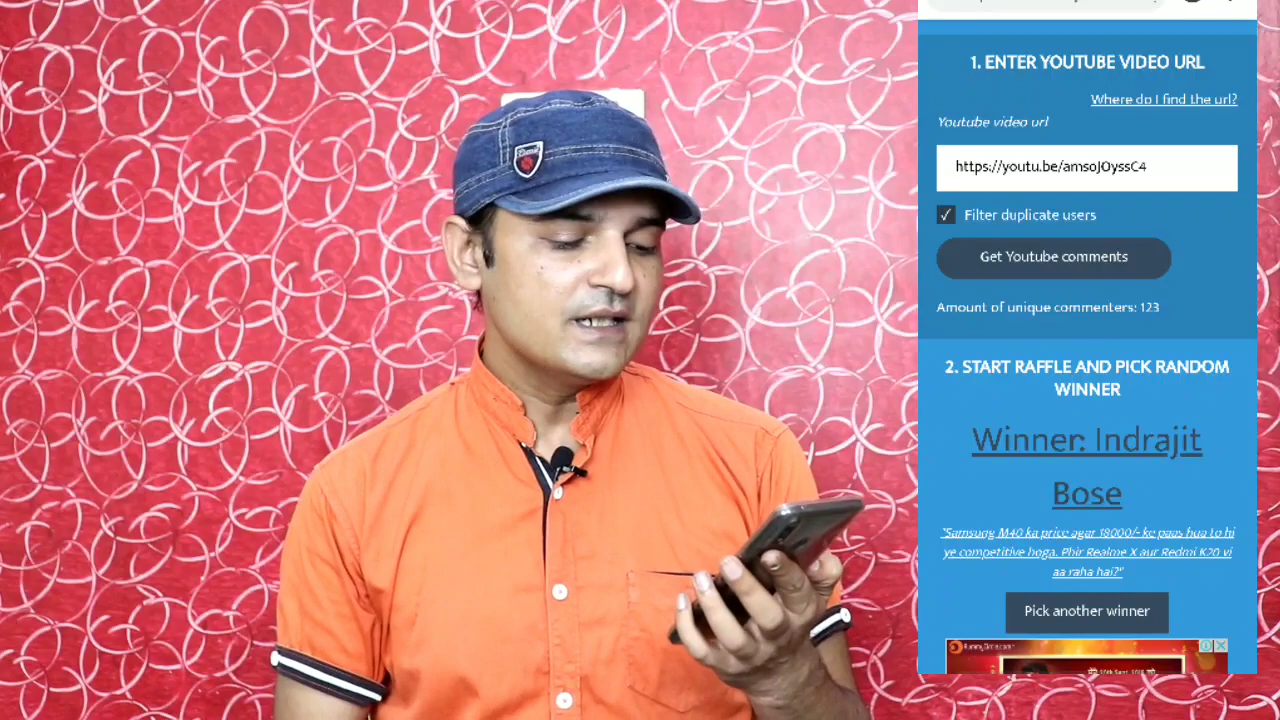 1. ENTER YOUTUBE VIDEO URL
Where do I find the url?
Youtube video url
https://youtu.be/amsoJOyssC4
✓ Filter duplicate users
Get Youtube comments
Amount of unique commenters: 123
2. START RAFFLE AND PICK RANDOM
WINNER
Winner: Indrajit
Bose
"Samsung M40 ka price agar 18000/- ke paas hua to hi
ye competitive hoga. Phir Realme X aur Redmi K20 vi
aa raha hai?"
Pick another winner